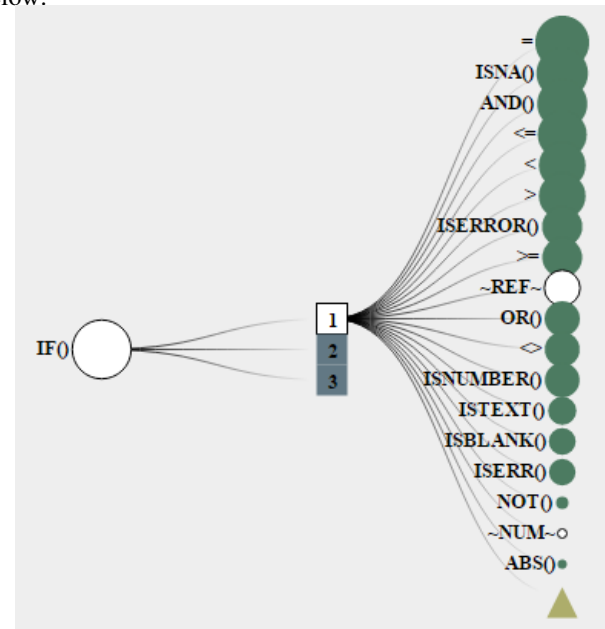 low:
=
ISNA()
AND()
<=
<
>
ISERROR()
>=
~REF~
OR()
<>
ISNUMBER()
ISTEXT()
ISBLANK()
ISERR()
NOT()
~NUM~
ABS()
IF()
1
2
3